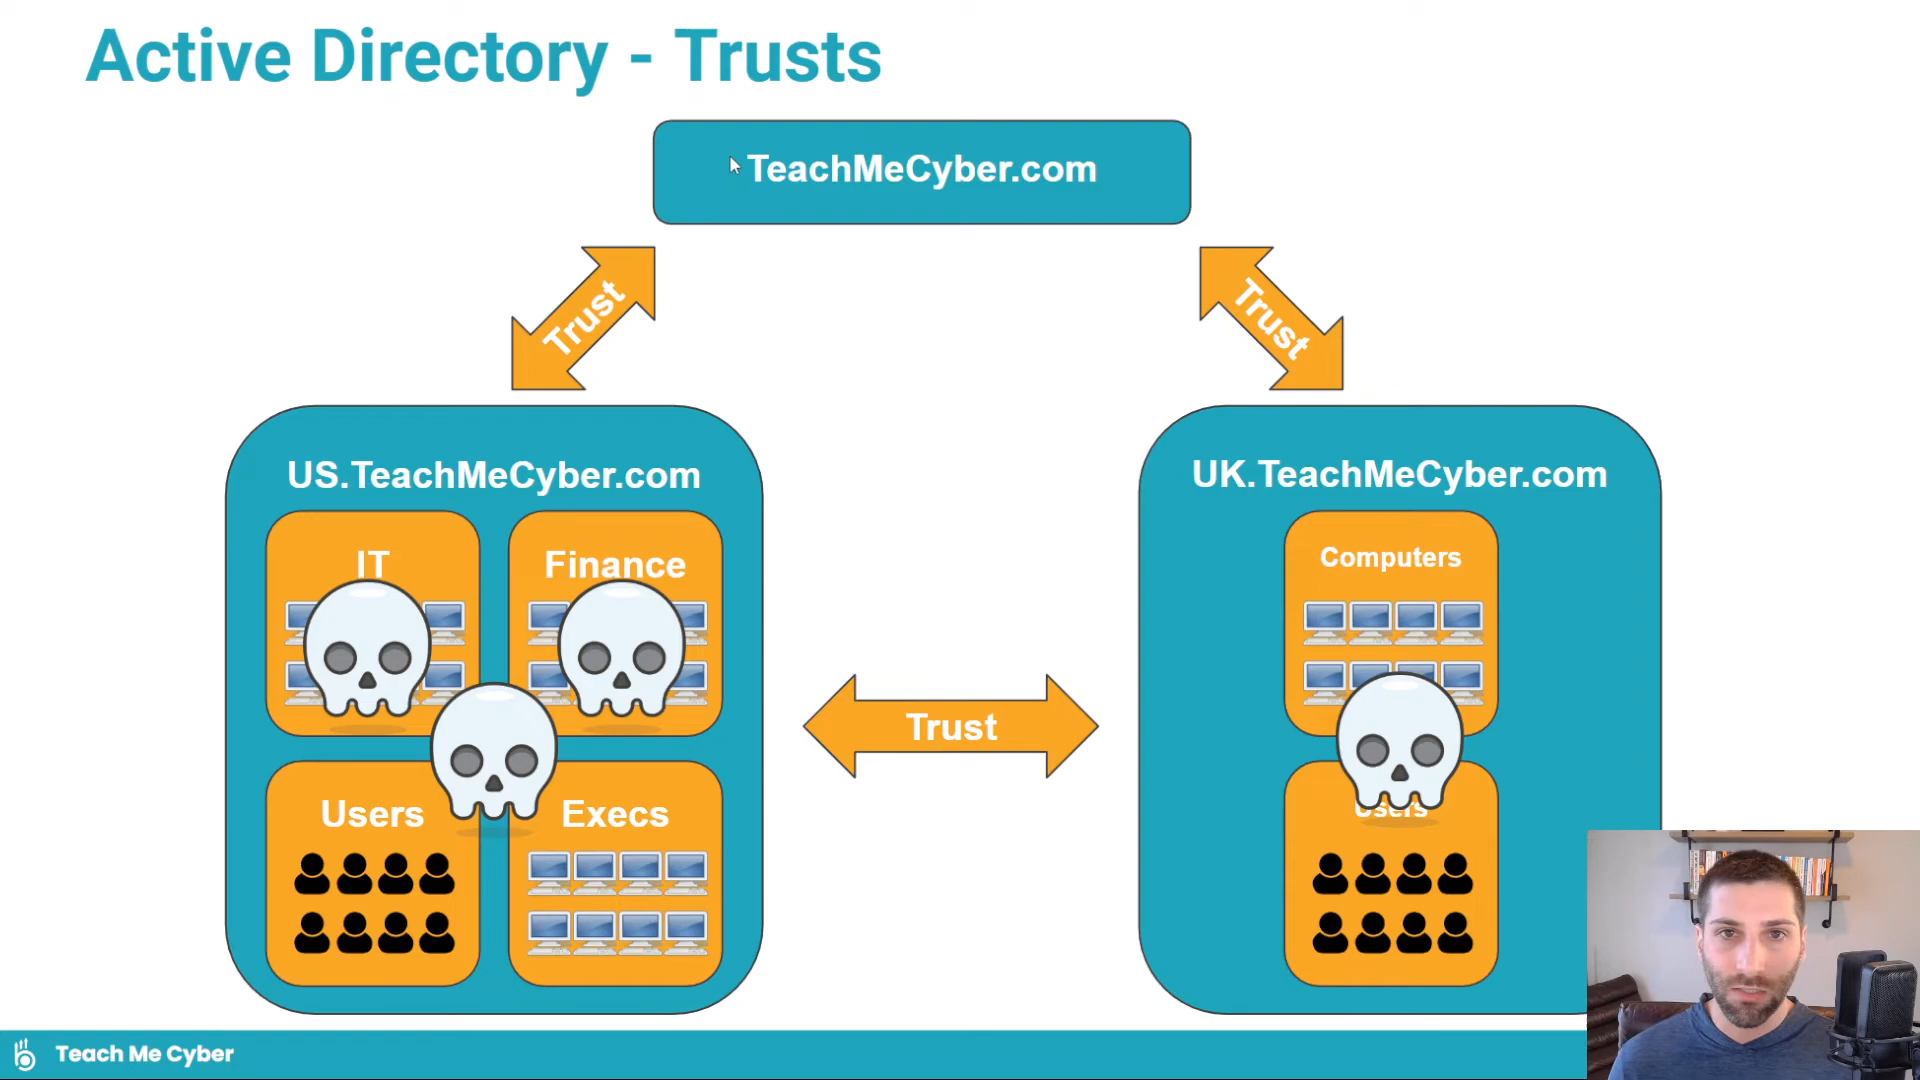 Active Directory - Trusts
TeachMeCyber.com
Trust
Trust
US.TeachMeCyber.com
UK.TeachMeCyber.com
IT
Finance
Computers
Trust
Users
Execs
Users
Teach Me Cyber